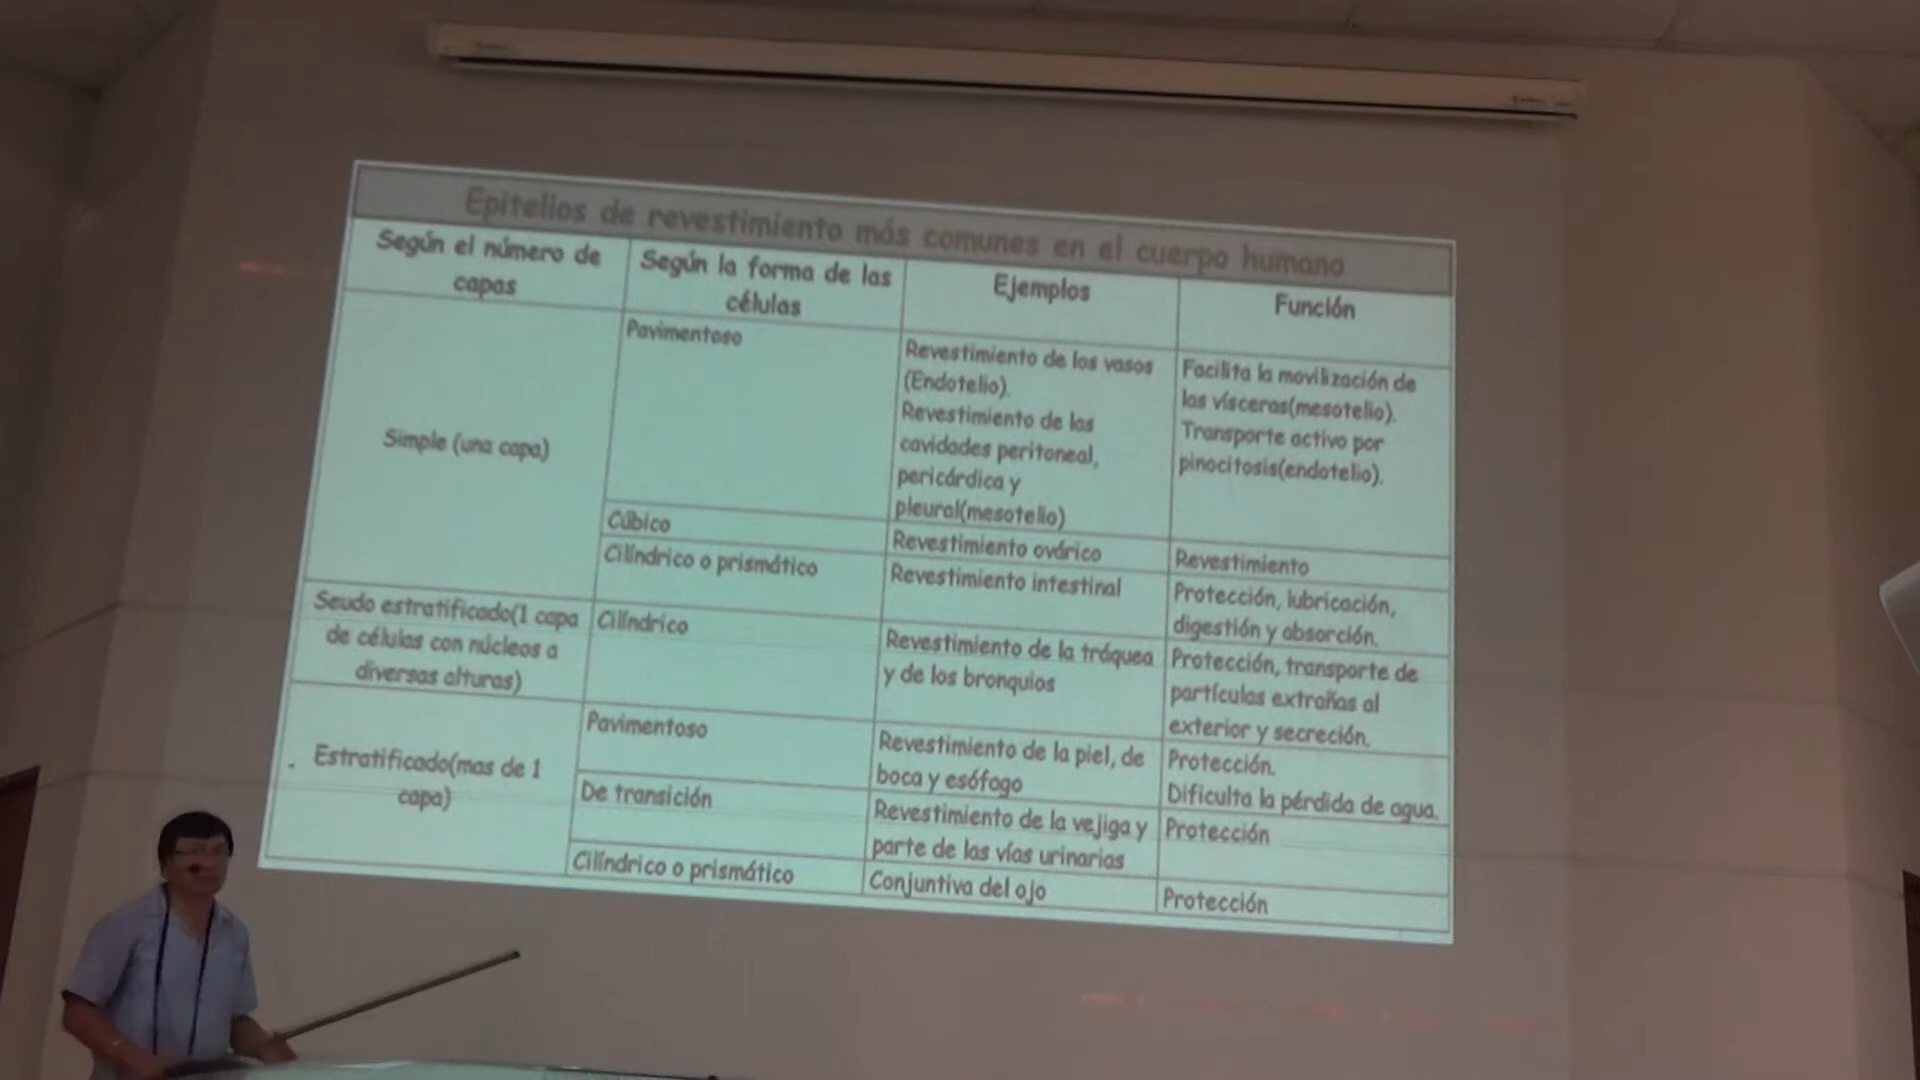 Epitelios de revestimiento más comunes en el cuerpo humano
Según el número de
capas
Según la forma de las
células
Ejemplos
Función
Simple (una capa)
Pavimentoso
Revestimiento de los vasos
(Endotelio).
Revestimiento de las
cavidades peritoneal,
pericárdica y
pleural(mesotelio)
Facilita la movilización de
las vísceras(mesotelio).
Transporte activo por
pinocitosis(endotelio).
Cúbico
Revestimiento ovárico
Revestimiento
Cilíndrico o prismático
Revestimiento intestinal
Protección, lubricación,
digestión y absorción.
Seudo estratificado(1 capa
de células con núcleos a
diversas alturas)
Cilíndrico
Revestimiento de la tráquea
y de los bronquios
Protección, transporte de
partículas extrañas al
exterior y secreción.
. Estratificado(mas de 1
capa)
Pavimentoso
Revestimiento de la piel, de
boca y esófago
Protección.
Dificulta la pérdida de agua.
De transición
Revestimiento de la vejiga y
parte de las vías urinarias
Protección
Cilíndrico o prismático
Conjuntiva del ojo
Protección